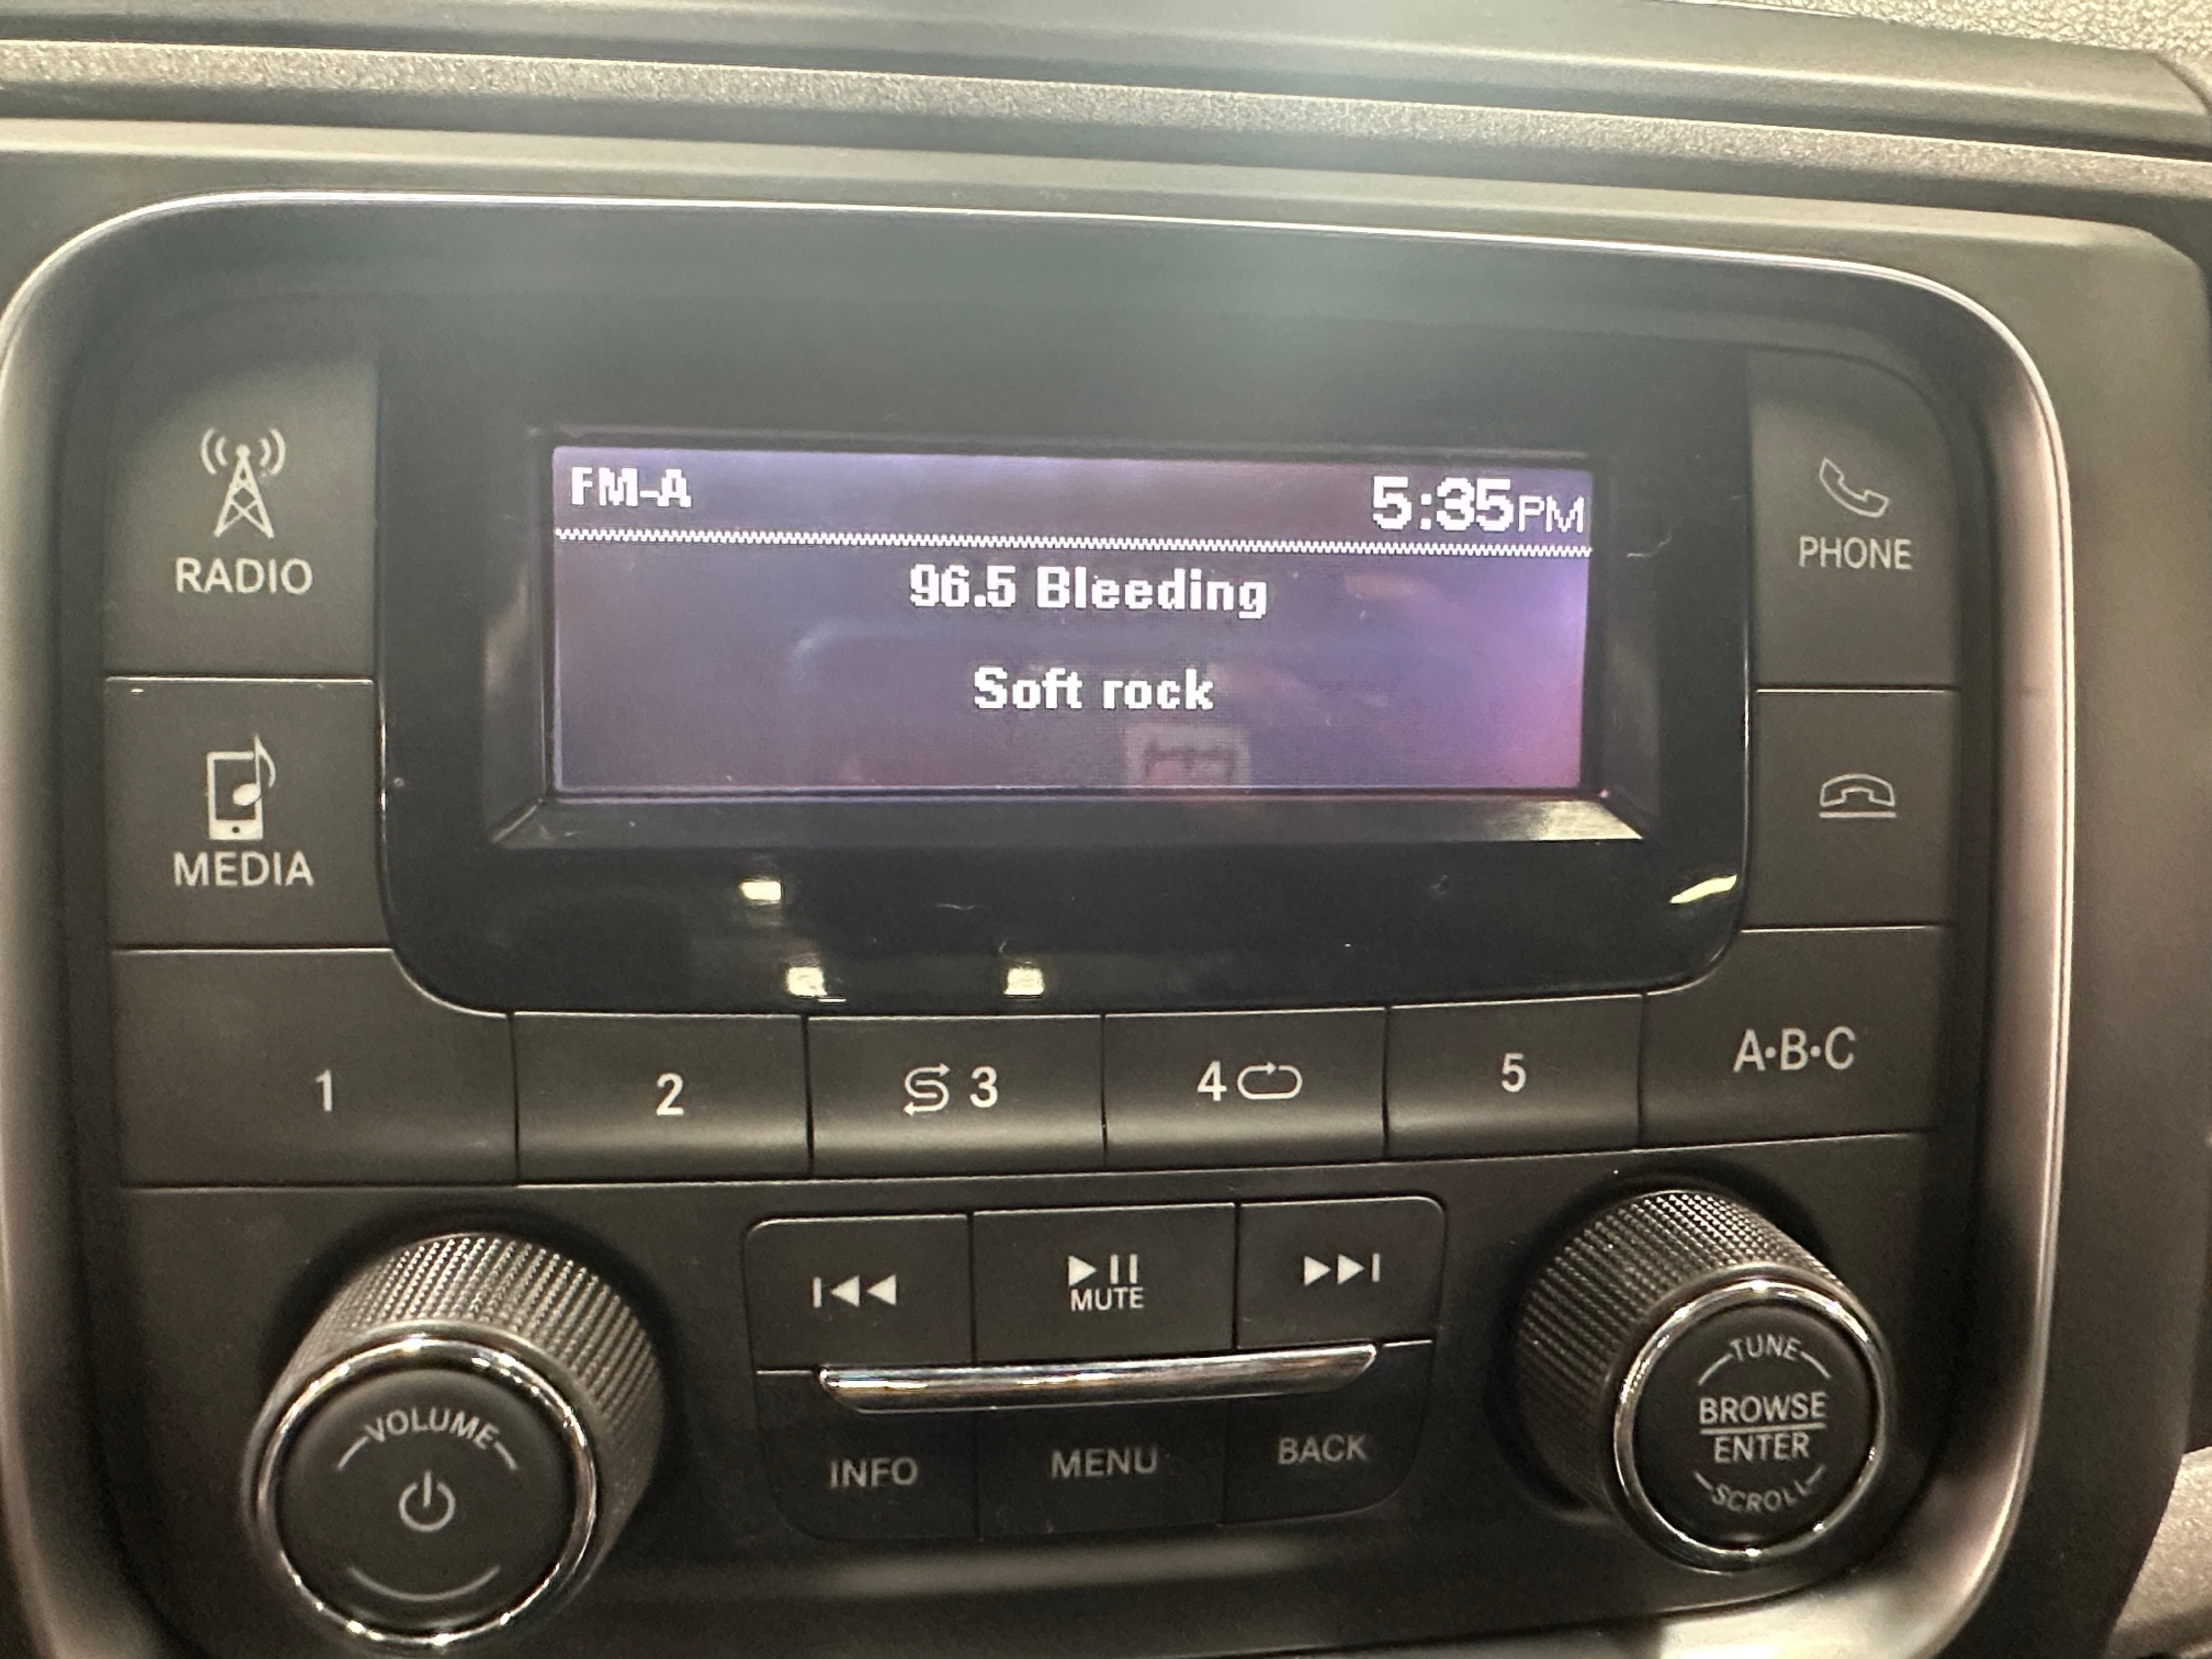 FM-A 5:35PM
96.5 Bleeding
Soft rock
RADIO
PHONE
MEDIA
1 2 3 4 5 A·B·C
MUTE
VOLUME
INFO MENU BACK
TUNE
BROWSE
ENTER
SCROLL